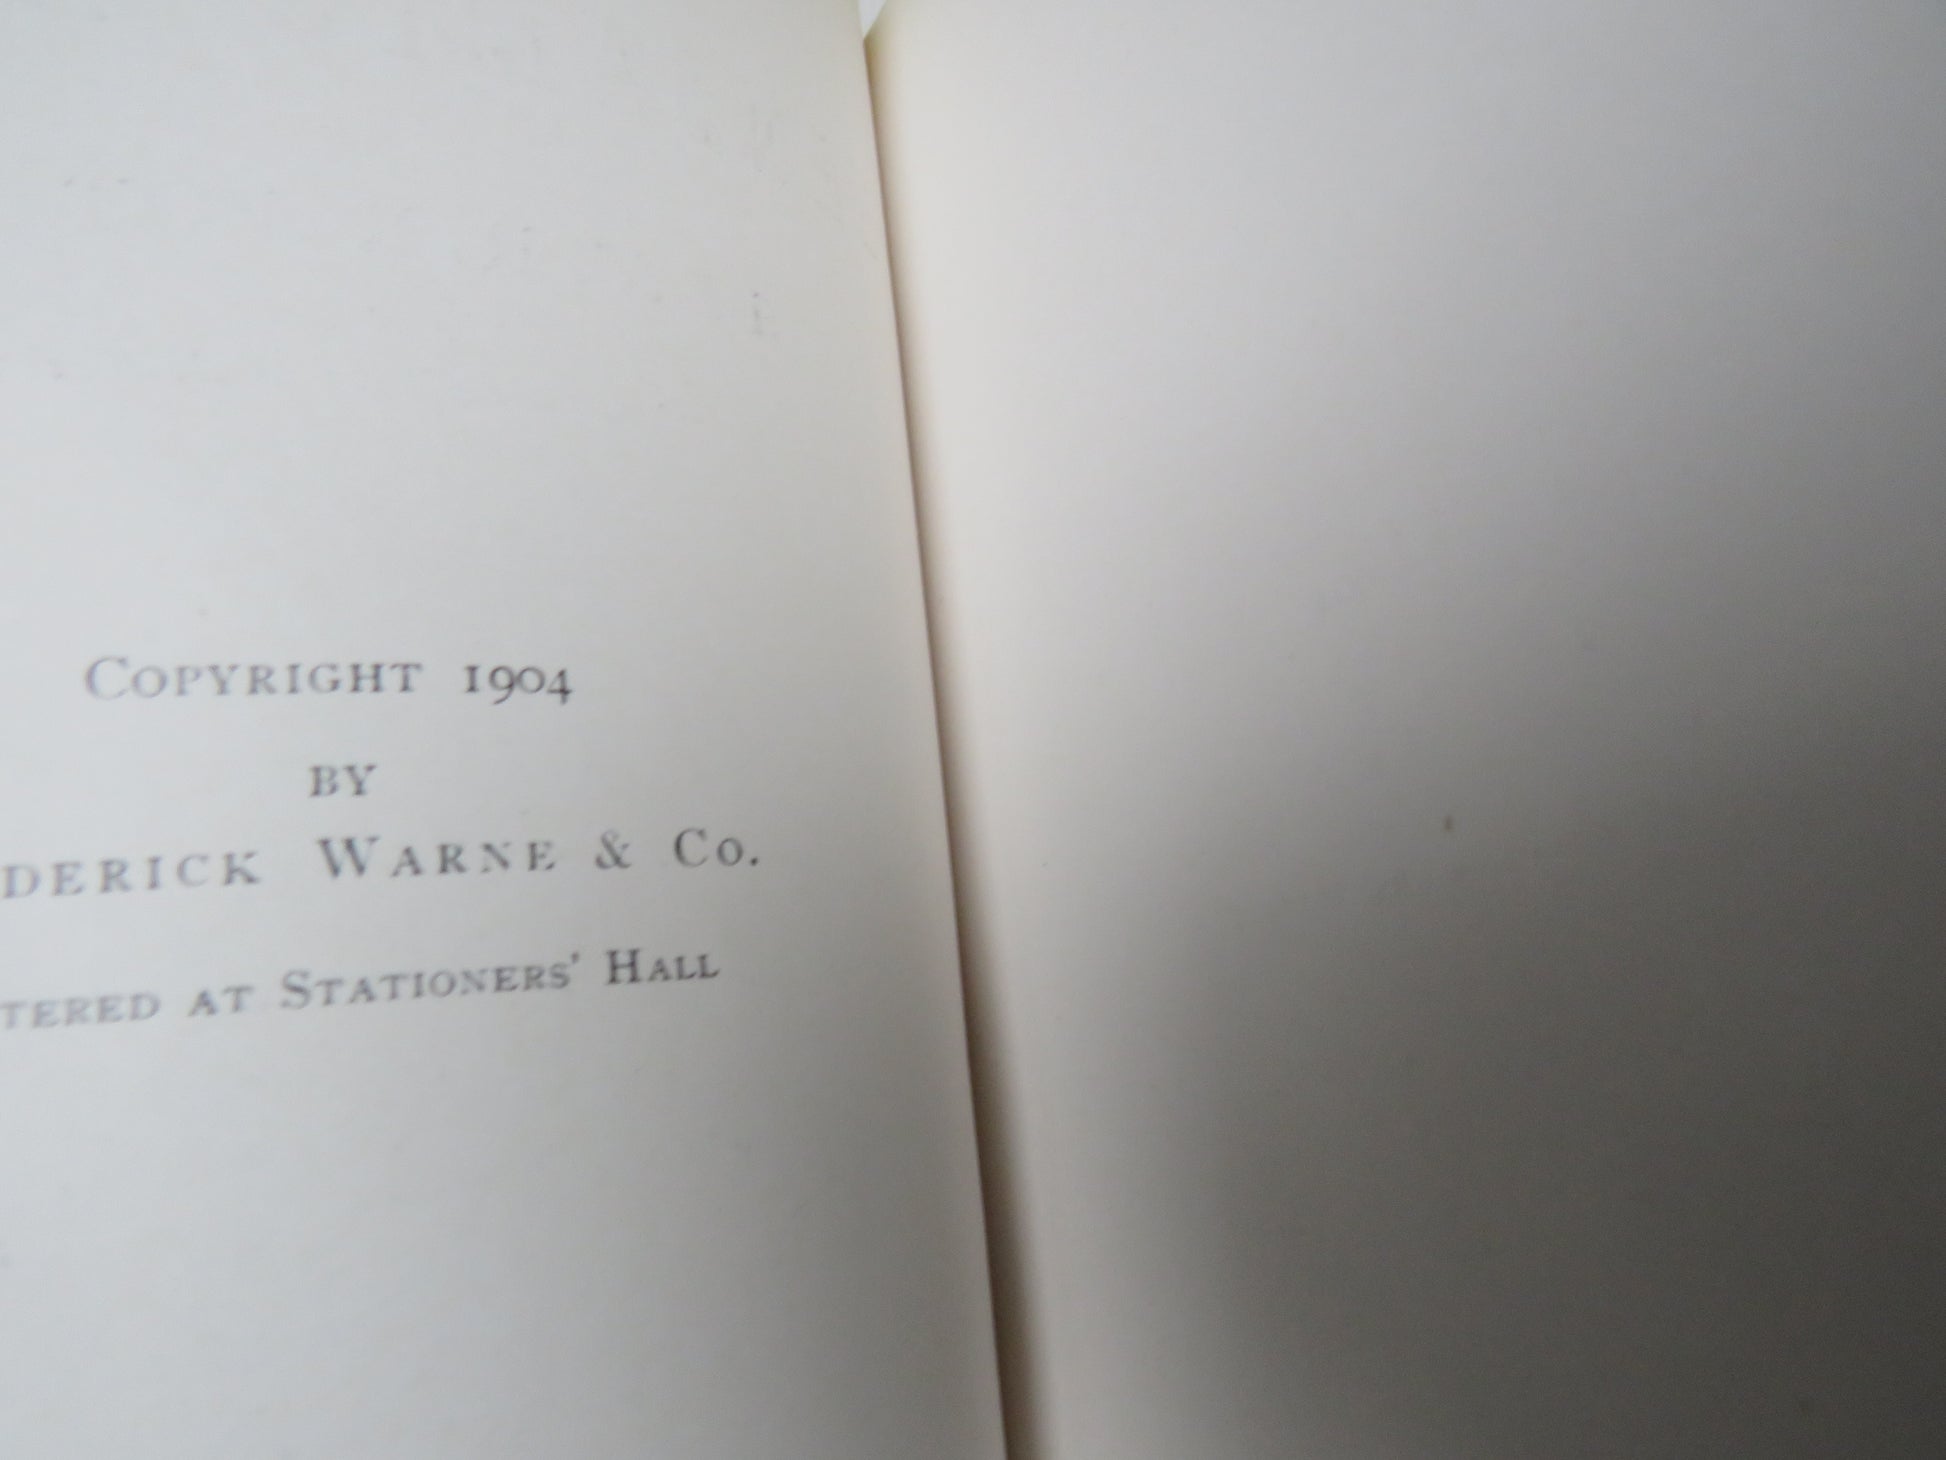 COPYRIGHT 1904
BY
DERICK WARNE & Co.
TERED AT STATIONERS' HALL